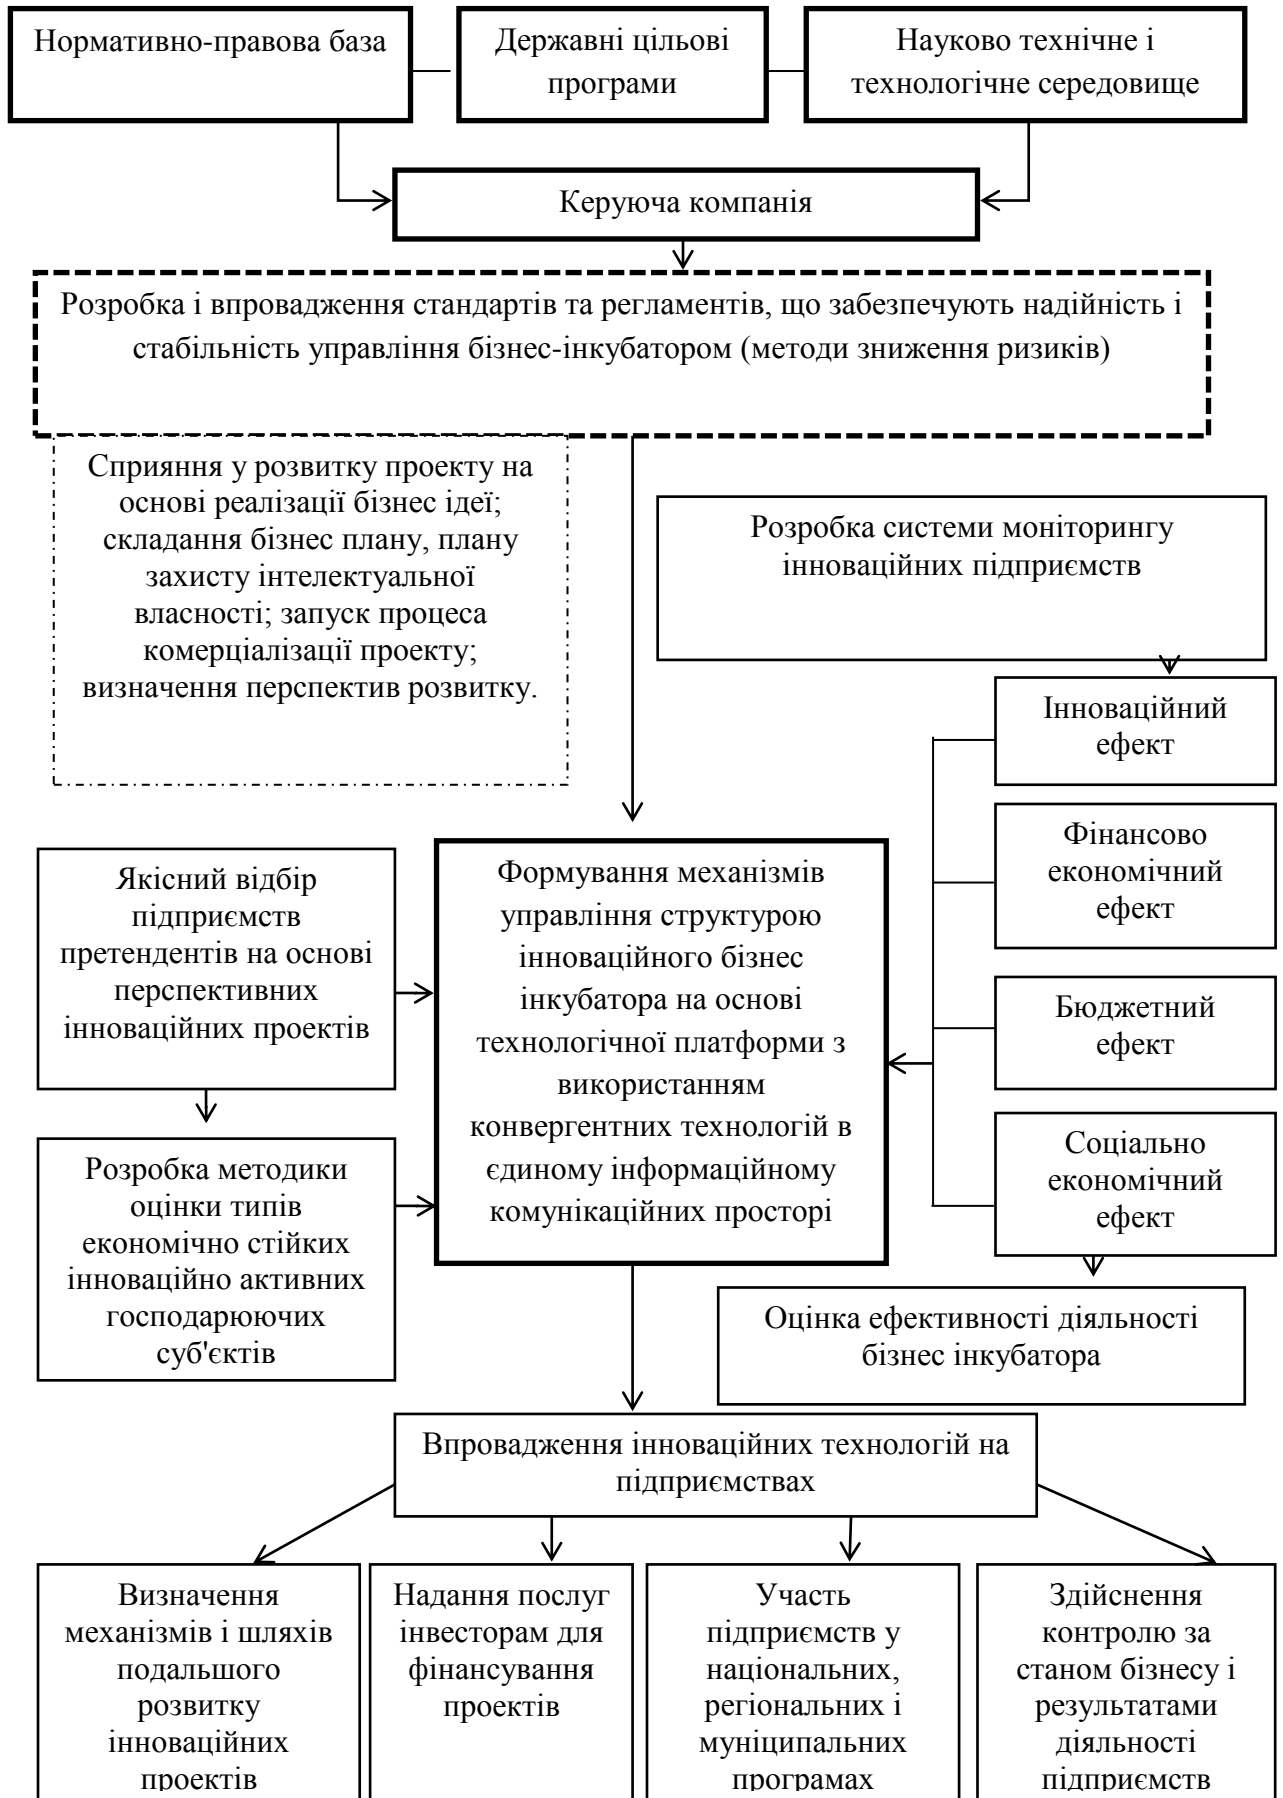 Нормативно-правова база
Державні цільові
програми
Науково технічне і
технологічне середовище
Керуюча компанія
Розробка і впровадження стандартів та регламентів, що забезпечують надійність і
стабільність управління бізнес-інкубатором (методи зниження ризиків)
Сприяння у розвитку проекту на
основі реалізації бізнес ідеї;
складання бізнес плану, плану
захисту інтелектуальної
власності; запуск процеса
комерціалізації проекту;
визначення перспектив розвитку.
Розробка системи моніторингу
інноваційних підприємств
Інноваційний
ефект
Фінансово
економічний
ефект
Бюджетний
ефект
Соціально
економічний
ефект
Якісний відбір
підприємств
претендентів на основі
перспективних
інноваційних проектів
Формування механізмів
управління структурою
інноваційного бізнес
інкубатора на основі
технологічної платформи з
використанням
конвергентних технологій в
єдиному інформаційному
комунікаційних просторі
Розробка методики
оцінки типів
економічно стійких
інноваційно активних
господарюючих
суб'єктів
Оцінка ефективності діяльності
бізнес інкубатора
Впровадження інноваційних технологій на
підприємствах
Визначення
механізмів і шляхів
подальшого
розвитку
інноваційних
проектів
Надання послуг
інвесторам для
фінансування
проектів
Участь
підприємств у
національних,
регіональних і
муніципальних
програмах
Здійснення
контролю за
станом бізнесу і
результатами
діяльності
підприємств